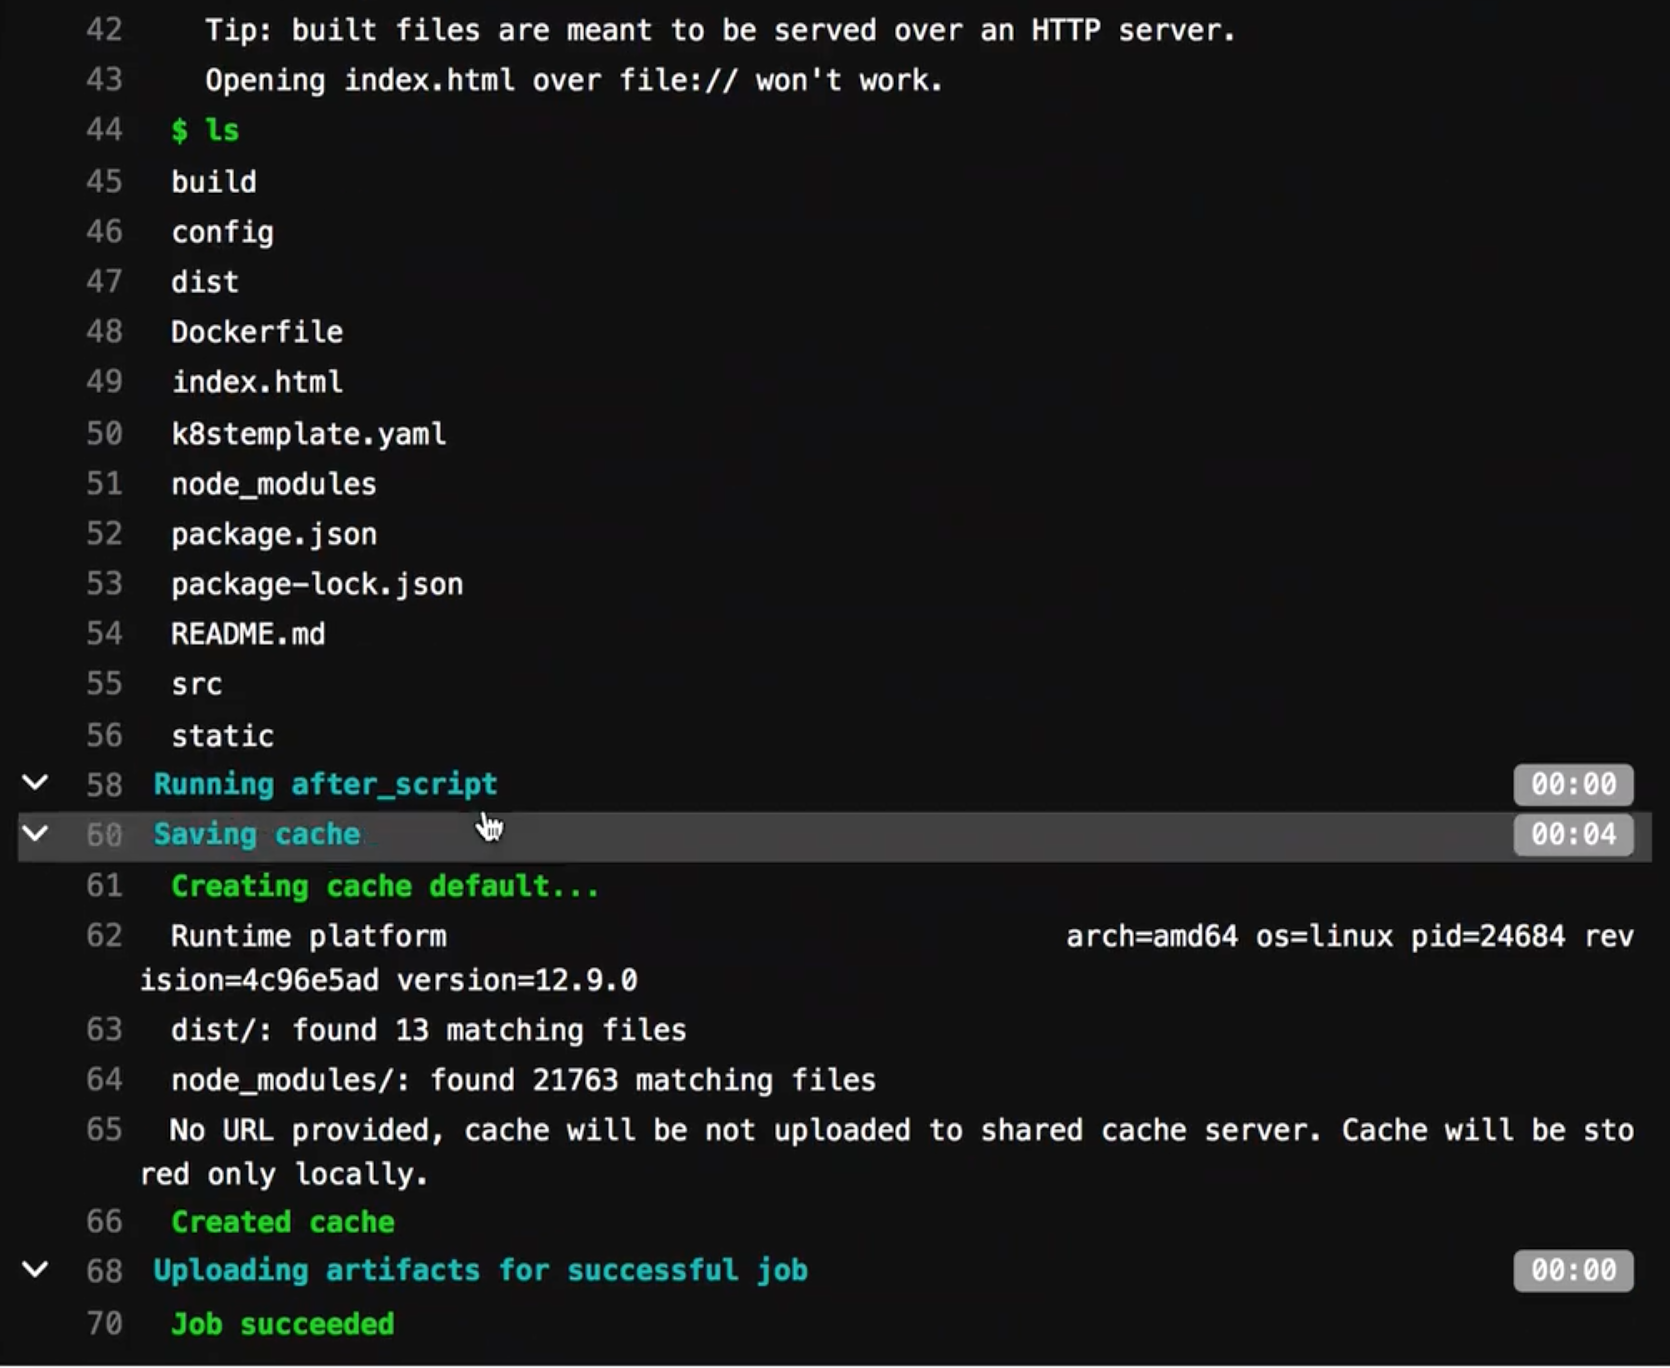 42 Tip: built files are meant to be served over an HTTP server.
43 Opening index.html over file:// won't work.
44 $ ls
45 build
46 config
47 dist
48 Dockerfile
49 index.html
50 k8stemplate.yaml
51 node_modules
52 package.json
53 package-lock.json
54 README.md
55 src
56 static
58 Running after_script 00:00
60 Saving cache 00:04
61 Creating cache default...
62 Runtime platform arch=amd64 os=linux pid=24684 rev
ision=4c96e5ad version=12.9.0
63 dist/: found 13 matching files
64 node_modules/: found 21763 matching files
65 No URL provided, cache will be not uploaded to shared cache server. Cache will be sto
red only locally.
66 Created cache
68 Uploading artifacts for successful job 00:00
70 Job succeeded